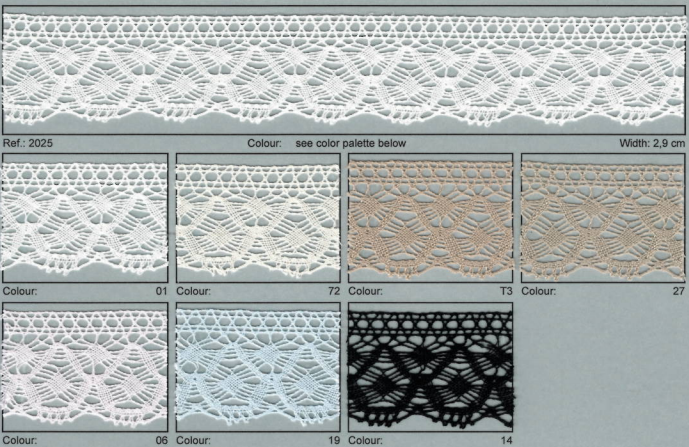 Ref.: 2025 Colour: see color palette below Width: 2,9 cm
Colour: 01 Colour: 72 Colour: T3 Colour: 27
Colour: 06 Colour: 19 Colour: 14